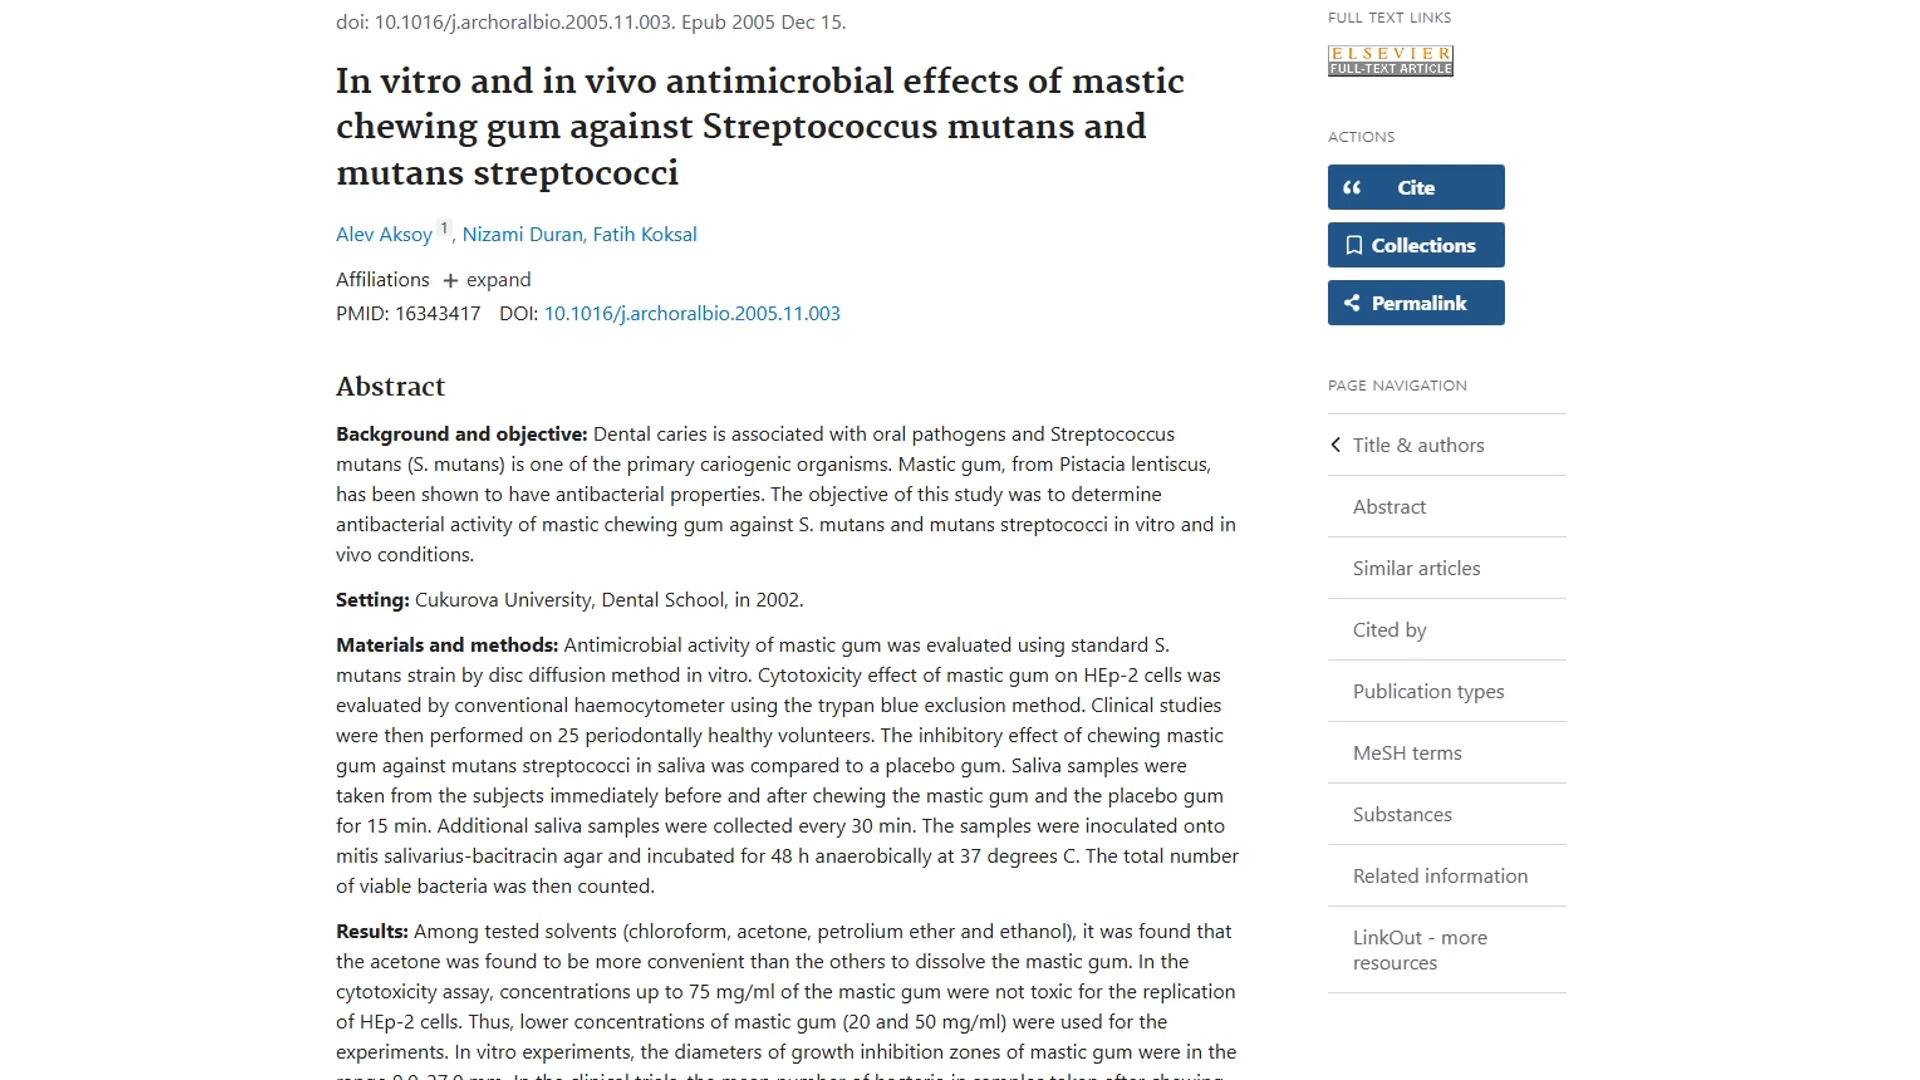 doi: 10.1016/j.archoralbio.2005.11.003. Epub 2005 Dec 15.
In vitro and in vivo antimicrobial effects of mastic
chewing gum against Streptococcus mutans and
mutans streptococci
Alev Aksoy 1, Nizami Duran, Fatih Koksal
Affiliations + expand
PMID: 16343417 DOI: 10.1016/j.archoralbio.2005.11.003
Abstract
Background and objective: Dental caries is associated with oral pathogens and Streptococcus
mutans (S. mutans) is one of the primary cariogenic organisms. Mastic gum, from Pistacia lentiscus,
has been shown to have antibacterial properties. The objective of this study was to determine
antibacterial activity of mastic chewing gum against S. mutans and mutans streptococci in vitro and in
vivo conditions.
Setting: Cukurova University, Dental School, in 2002.
Materials and methods: Antimicrobial activity of mastic gum was evaluated using standard S.
mutans strain by disc diffusion method in vitro. Cytotoxicity effect of mastic gum on HEp-2 cells was
evaluated by conventional haemocytometer using the trypan blue exclusion method. Clinical studies
were then performed on 25 periodontally healthy volunteers. The inhibitory effect of chewing mastic
gum against mutans streptococci in saliva was compared to a placebo gum. Saliva samples were
taken from the subjects immediately before and after chewing the mastic gum and the placebo gum
for 15 min. Additional saliva samples were collected every 30 min. The samples were inoculated onto
mitis salivarius-bacitracin agar and incubated for 48 h anaerobically at 37 degrees C. The total number
of viable bacteria was then counted.
Results: Among tested solvents (chloroform, acetone, petrolium ether and ethanol), it was found that
the acetone was found to be more convenient than the others to dissolve the mastic gum. In the
cytotoxicity assay, concentrations up to 75 mg/ml of the mastic gum were not toxic for the replication
of HEp-2 cells. Thus, lower concentrations of mastic gum (20 and 50 mg/ml) were used for the
experiments. In vitro experiments, the diameters of growth inhibition zones of mastic gum were in the
FULL TEXT LINKS
ELSEVIER
FULL-TEXT ARTICLE
ACTIONS
Cite
Collections
Permalink
PAGE NAVIGATION
Title & authors
Abstract
Similar articles
Cited by
Publication types
MeSH terms
Substances
Related information
LinkOut - more
resources